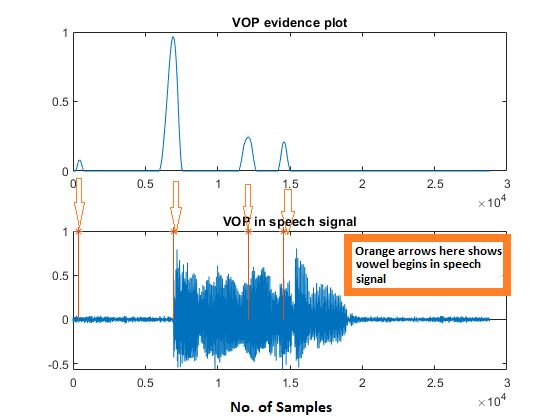 VOP evidence plot
1
0.5
0
0 0.5 1 1.5 2 2.5 3
×10^4
VOP in speech signal
1
0.5
0
-0.5
Orange arrows here shows
vowel begins in speech
signal
0 0.5 1 1.5 2 2.5 3
×10^4
No. of Samples